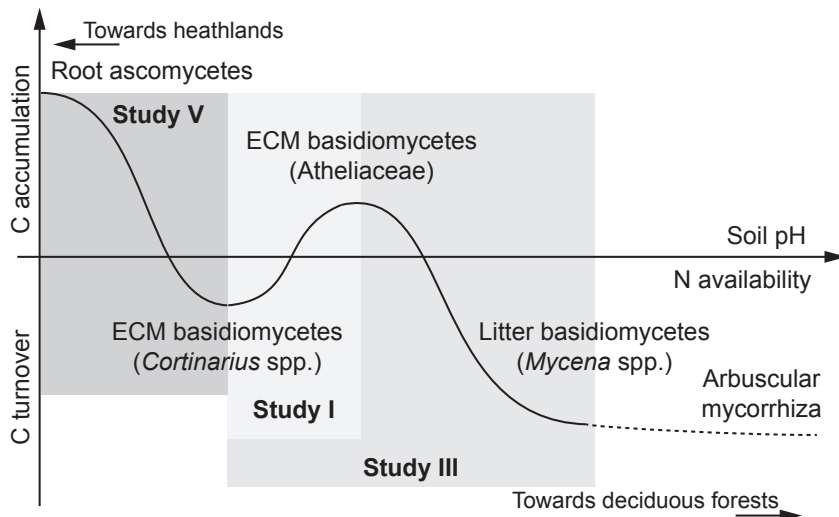 Towards heathlands
Root ascomycetes
Study V
C accumulation
ECM basidiomycetes
(Atheliaceae)
Soil pH
N availability
ECM basidiomycetes
(Cortinarius spp.)
Litter basidiomycetes
(Mycena spp.)
C turnover
Arbuscular
mycorrhiza
Study I
Study III
Towards deciduous forests